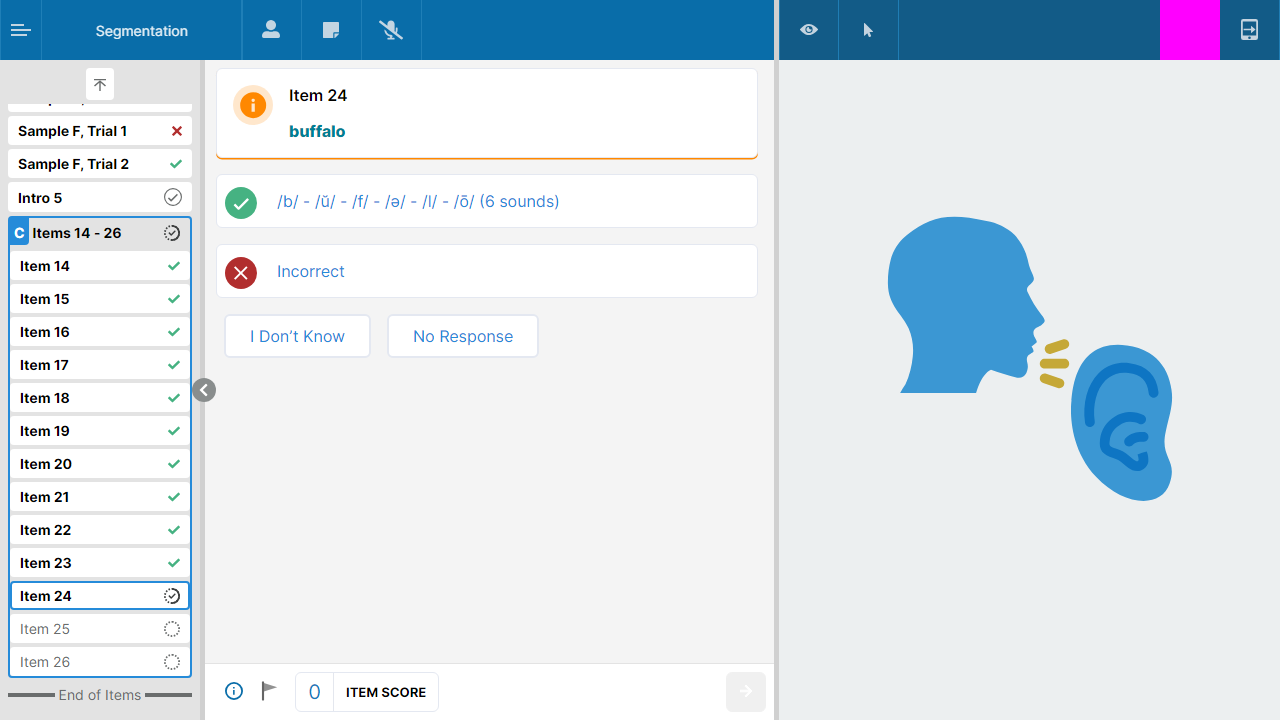 Segmentation
Sample F, Trial 1
Sample F, Trial 2
Intro 5
C Items 14 - 26
Item 14
Item 15
Item 16
Item 17
Item 18
Item 19
Item 20
Item 21
Item 22
Item 23
Item 24
Item 25
Item 26
End of Items
Item 24
buffalo
/b/ - /ŭ/ - /f/ - /ə/ - /l/ - /ō/ (6 sounds)
Incorrect
I Don’t Know
No Response
0 ITEM SCORE